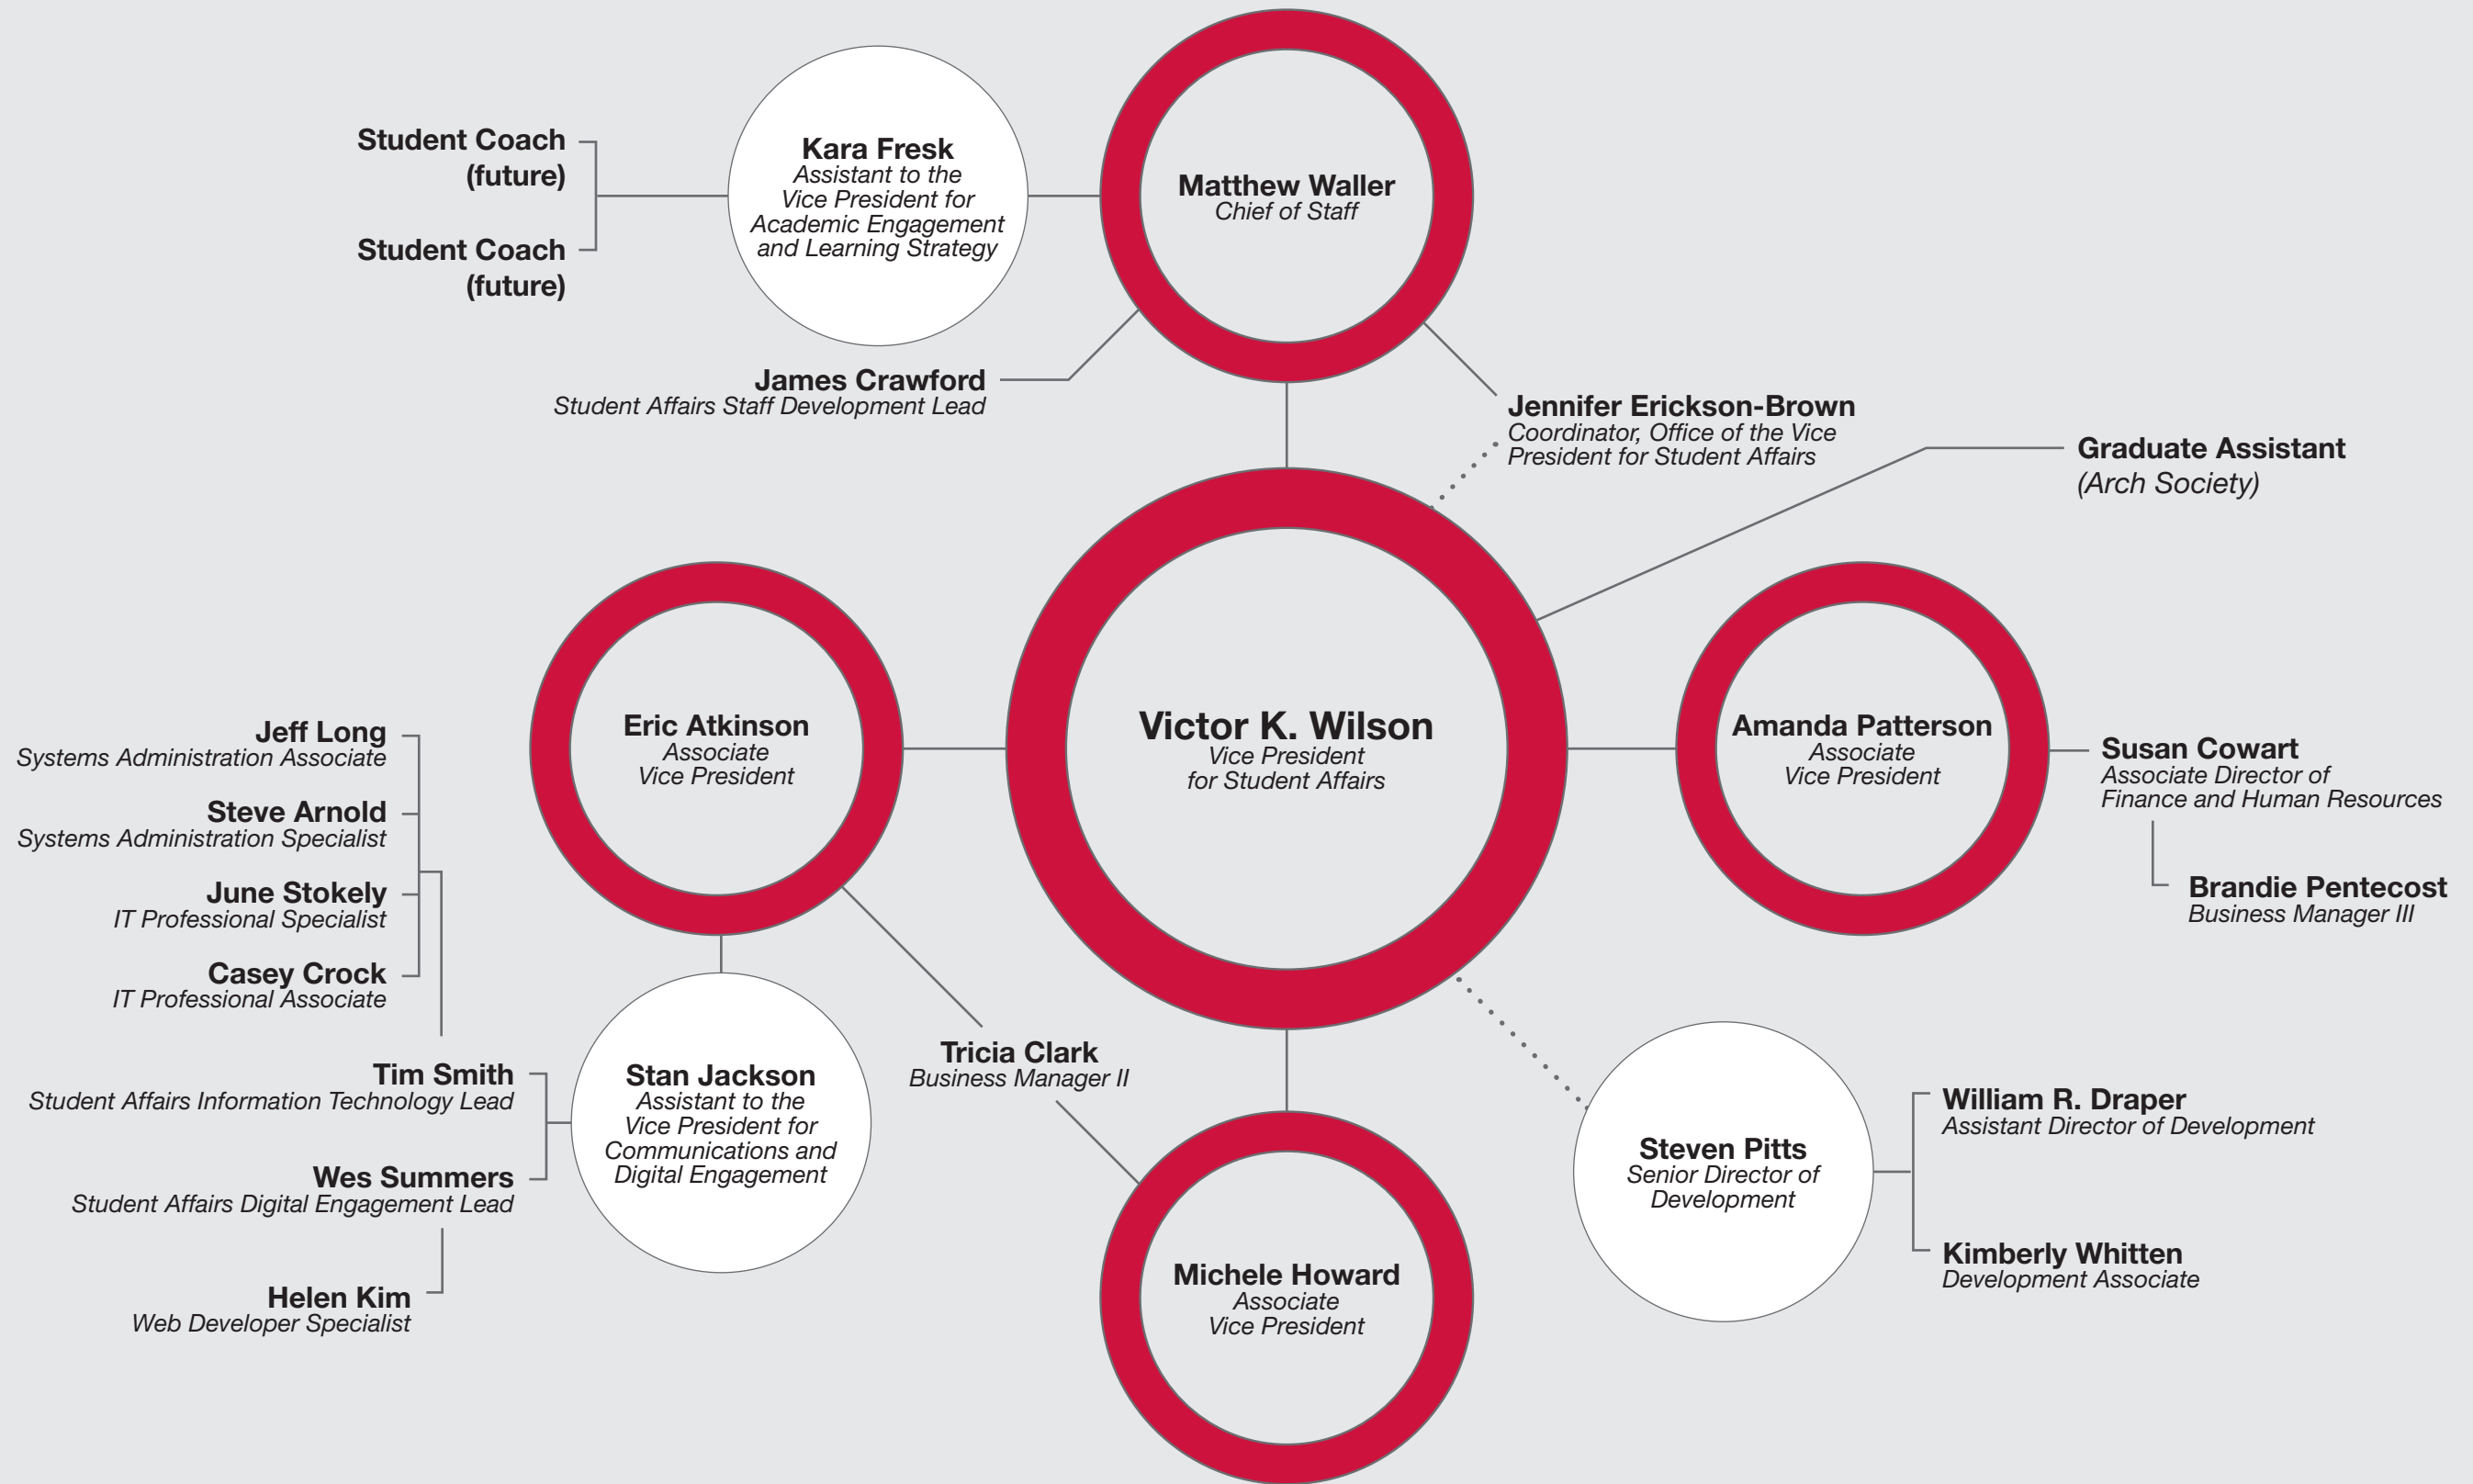 Kara Fresk
Assistant to the
Vice President for
Academic Engagement
and Learning Strategy
Matthew Waller
Chief of Staff
Student Coach
(future)
Student Coach
(future)
James Crawford
Student Affairs Staff Development Lead
Jennifer Erickson-Brown
Coordinator, Office of the Vice
President for Student Affairs
Graduate Assistant
(Arch Society)
Eric Atkinson
Associate
Vice President
Victor K. Wilson
Vice President
for Student Affairs
Amanda Patterson
Associate
Vice President
Susan Cowart
Associate Director of
Finance and Human Resources
Brandie Pentecost
Business Manager III
Jeff Long
Systems Administration Associate
Steve Arnold
Systems Administration Specialist
June Stokely
IT Professional Specialist
Casey Crock
IT Professional Associate
Tim Smith
Student Affairs Information Technology Lead
Wes Summers
Student Affairs Digital Engagement Lead
Helen Kim
Web Developer Specialist
Stan Jackson
Assistant to the
Vice President for
Communications and
Digital Engagement
Tricia Clark
Business Manager II
Michele Howard
Associate
Vice President
Steven Pitts
Senior Director of
Development
William R. Draper
Assistant Director of Development
Kimberly Whitten
Development Associate